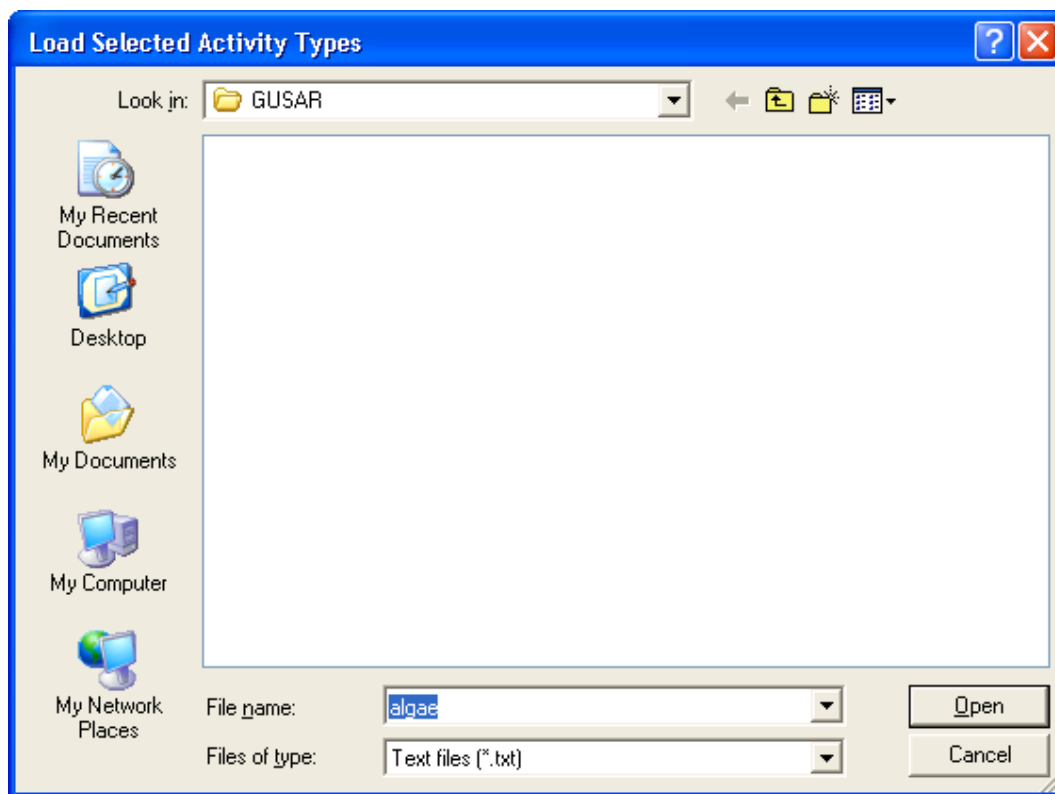 Load Selected Activity Types
Look in:
GUSAR
My Recent
Documents
Desktop
My Documents
My Computer
My Network
Places
File name:
algae
Open
Files of type:
Text files (*.txt)
Cancel